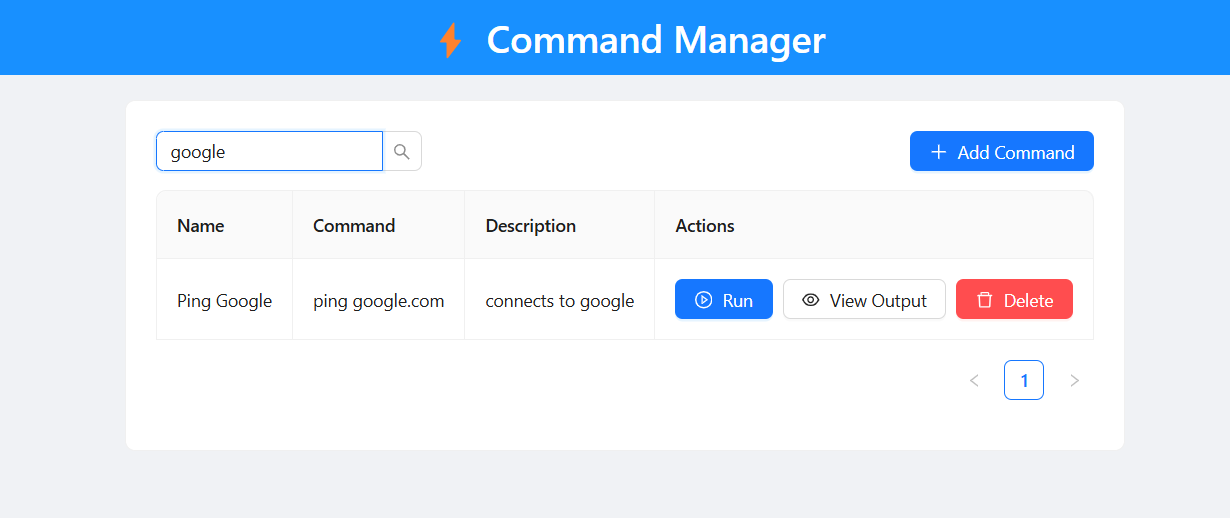 Command Manager
google
Add Command
Name Command Description Actions
Ping Google ping google.com connects to google Run View Output Delete
1